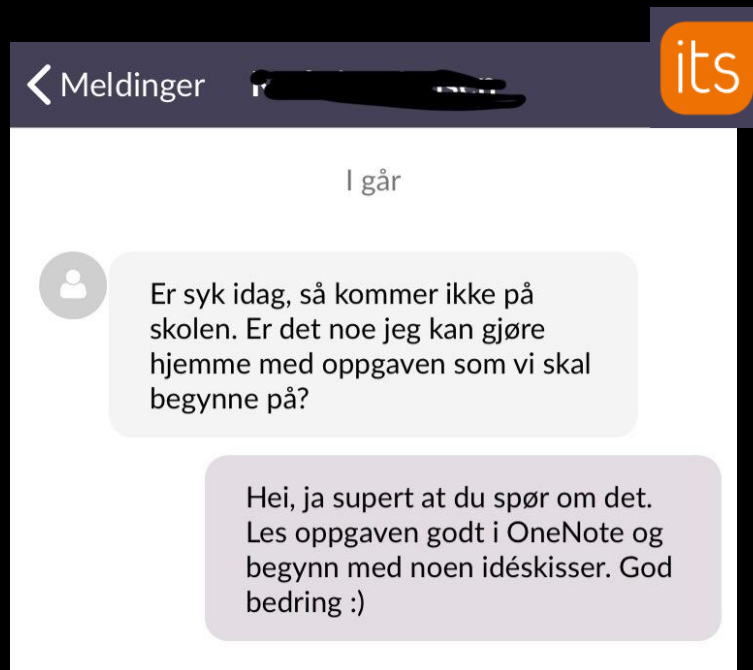 its
Meldinger
I går
Er syk idag, så kommer ikke på
skolen. Er det noe jeg kan gjøre
hjemme med oppgaven som vi skal
begynne på?
Hei, ja supert at du spør om det.
Les oppgaven godt i OneNote og
begynn med noen idéskisser. God
bedring :)